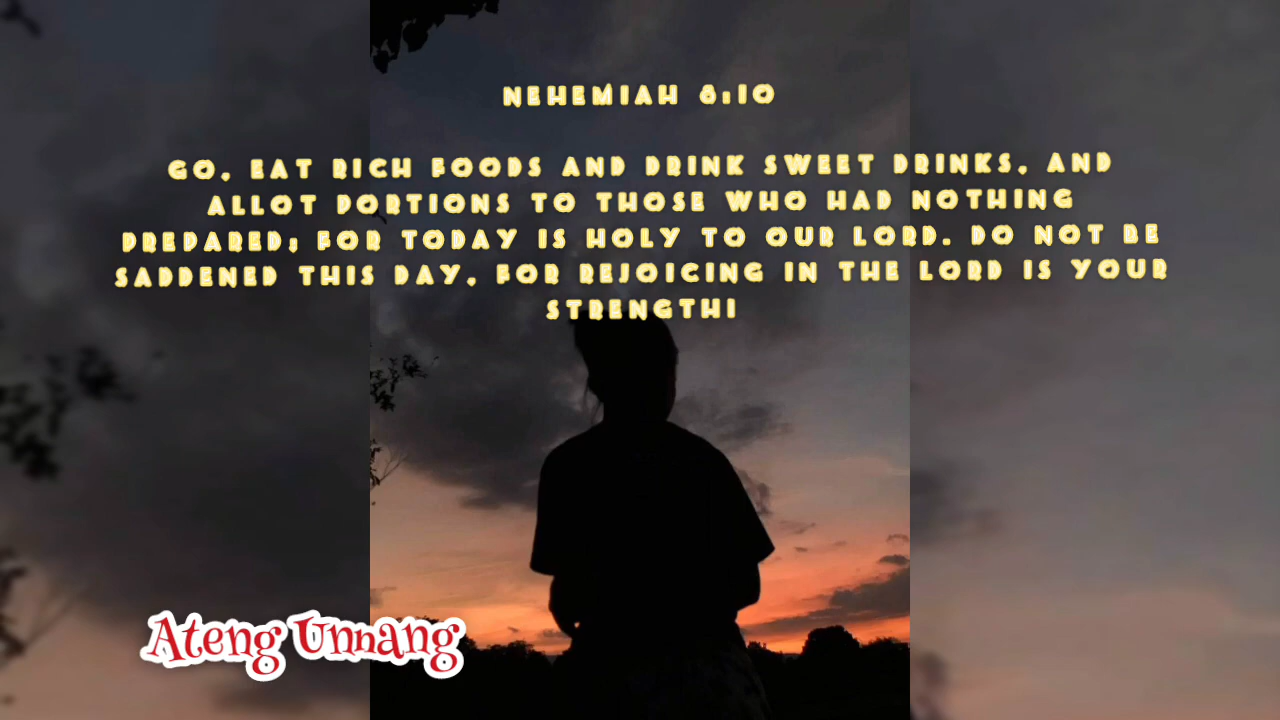 NEHEMIAH 8:10
GO, EAT RICH FOODS AND DRINK SWEET DRINKS, AND
ALLOT PORTIONS TO THOSE WHO HAD NOTHING
PREPARED; FOR TODAY IS HOLY TO OUR LORD. DO NOT BE
SADDENED THIS DAY, FOR REJOICING IN THE LORD IS YOUR
STRENGTH!
Ateng Unnang